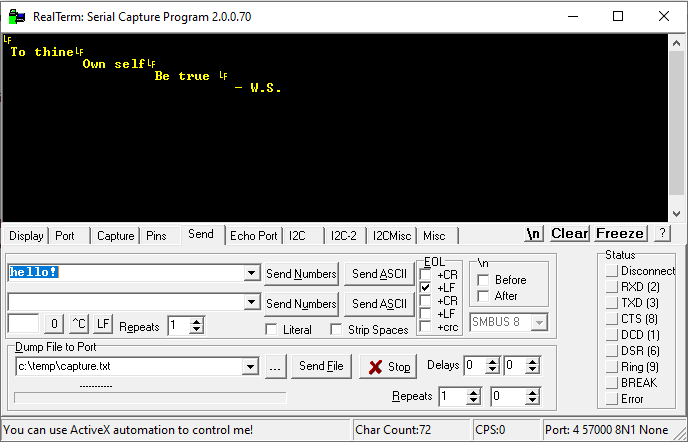 RealTerm: Serial Capture Program 2.0.0.70
LF
To thineLF
Own selfLF
Be true LF
- W.S.
Display Port Capture Pins Send Echo Port I2C I2C-2 I2CMisc Misc \n Clear Freeze ?
hello! Send Numbers Send ASCII
Send Numbers Send ASCII
0 ^C LF Repeats 1 Literal Strip Spaces
EOL
+CR
+LF
+CR
+LF
+crc
\n
Before
After
SMBUS 8
Dump File to Port
c:\temp\capture.txt ... Send File Stop Delays 0 0
Repeats 1 0
Status
Disconnect
RXD (2)
TXD (3)
CTS (8)
DCD (1)
DSR (6)
Ring (9)
BREAK
Error
You can use ActiveX automation to control me! Char Count:72 CPS:0 Port: 4 57000 8N1 None